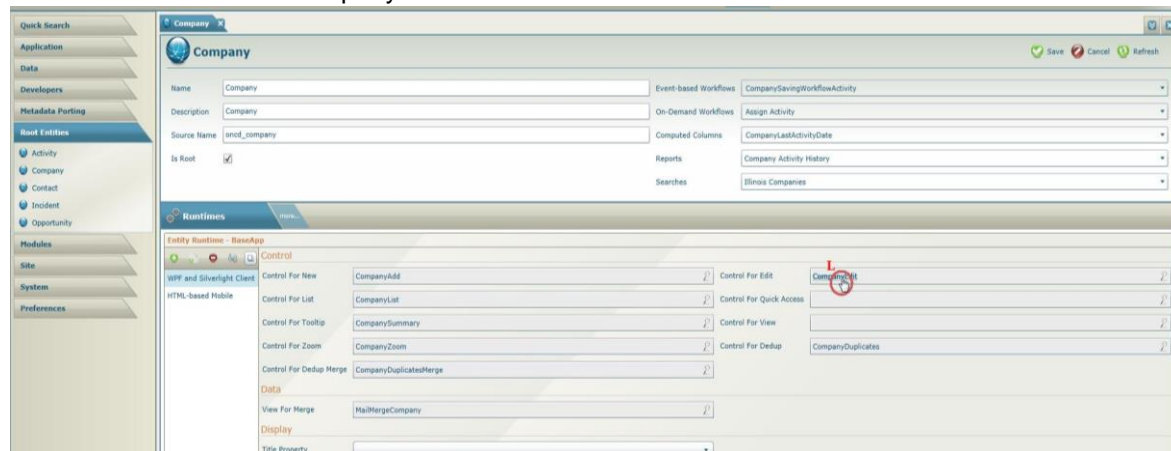 Quick Search
Application
Data
Developers
Metadata Porting
Root Entities
Activity
Company
Contact
Incident
Opportunity
Modules
Site
System
Preferences
Company
Company
Save Cancel Refresh
Name Company Event-based Workflows CompanySavingWorkflowActivity
Description Company On-Demand Workflows Assign Activity
Source Name oncd_company Computed Columns CompanyLastActivityDate
Is Root Reports Company Activity History
Searches Illinois Companies
Runtimes more...
Entity Runtime - BaseApp
Control
WPF and Silverlight Client
HTML-based Mobile
L
Control For New CompanyAdd Control For Edit CompanyEdit
Control For List CompanyList Control For Quick Access
Control For Tooltip CompanySummary Control For View
Control For Zoom CompanyZoom Control For Dedup CompanyDuplicates
Control For Dedup Merge CompanyDuplicatesMerge
Data
View For Merge MailMergeCompany
Display
Title Property